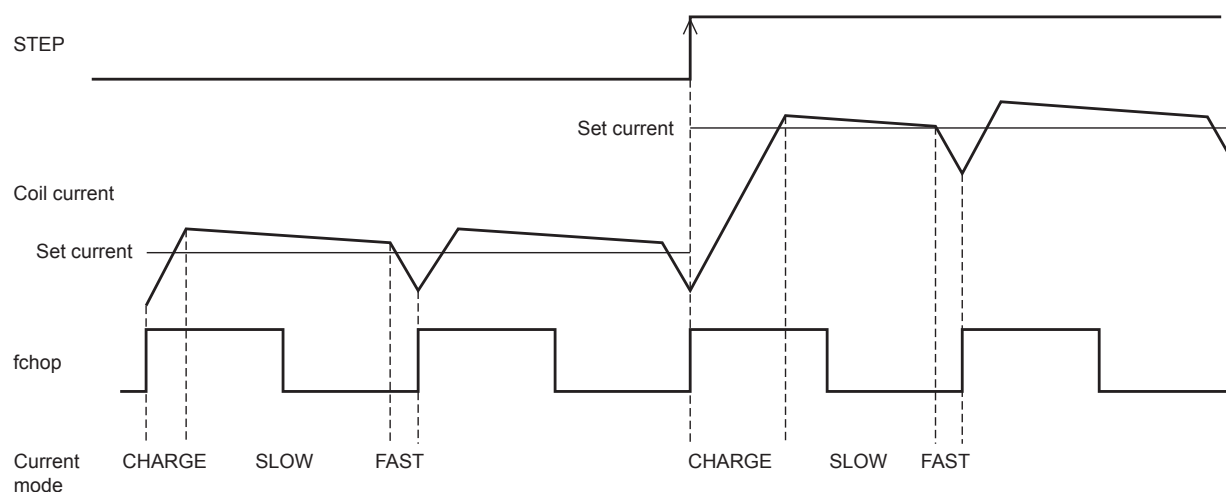 STEP
Set current
Coil current
Set current
fchop
Current
mode
CHARGE SLOW FAST CHARGE SLOW FAST